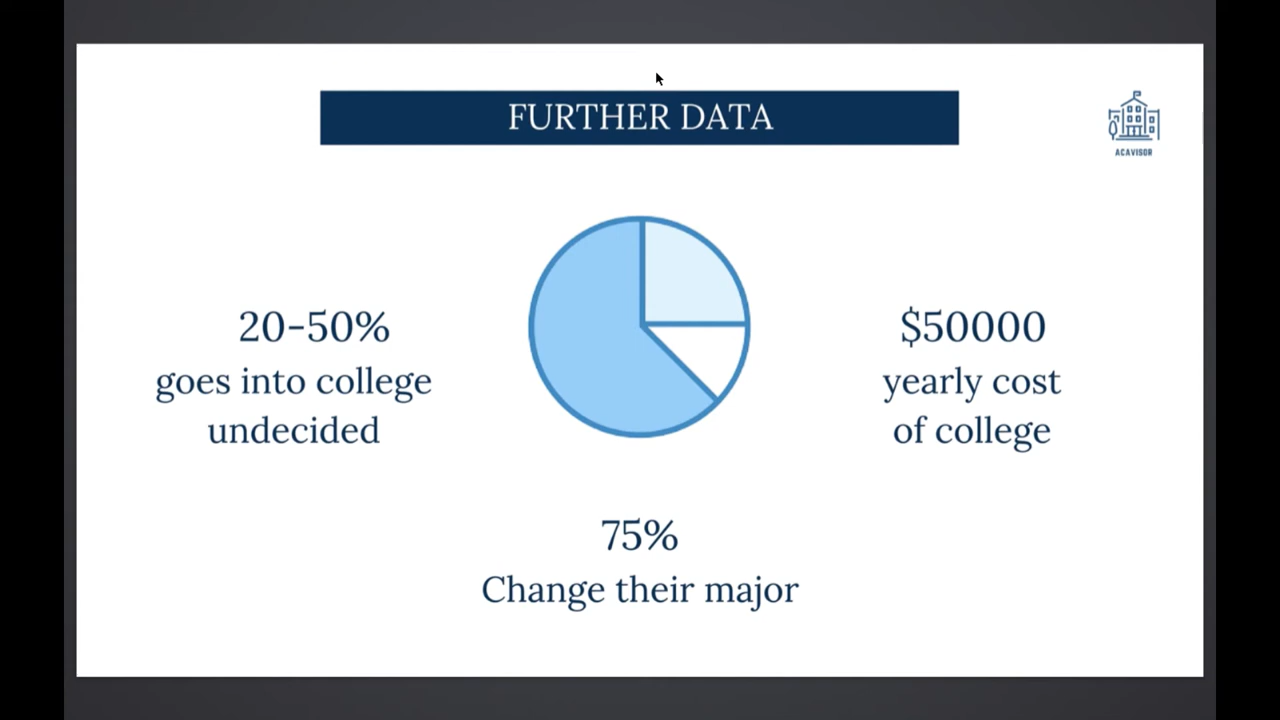 FURTHER DATA
ACAVISOR
20-50%
goes into college
undecided
$50000
yearly cost
of college
75%
Change their major